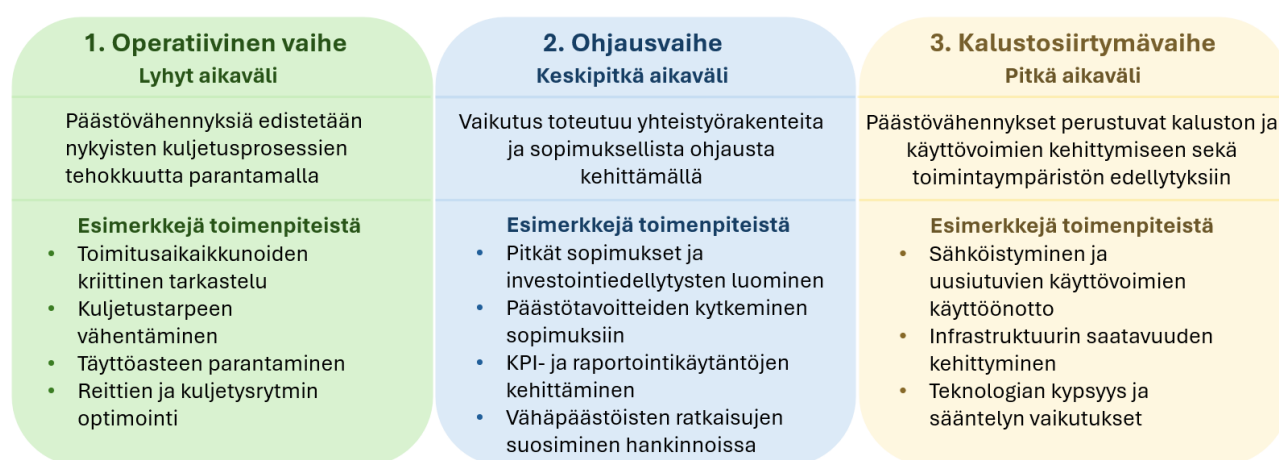 1. Operatiivinen vaihe
Lyhyt aikaväli
Päästövähennyksiä edistetään
nykyisten kuljetusprosessien
tehokkuutta parantamalla
Esimerkkejä toimenpiteistä
• Toimitusaikaikkunoiden
kriittinen tarkastelu
• Kuljetustarpeen
vähentäminen
• Täyttöasteen parantaminen
• Reittien ja kuljetysrytmin
optimointi
2. Ohjausvaihe
Keskipitkä aikaväli
Vaikutus toteutuu yhteistyörakenteita
ja sopimuksellista ohjausta
kehittämällä
Esimerkkejä toimenpiteistä
• Pitkät sopimukset ja
investointiedellytysten luominen
• Päästötavoitteiden kytkeminen
sopimuksiin
• KPI- ja raportointikäytäntöjen
kehittäminen
• Vähäpäästöisten ratkaisujen
suosiminen hankinnoissa
3. Kalustosiirtymävaihe
Pitkä aikaväli
Päästövähennykset perustuvat kaluston ja
käyttövoimien kehittymiseen sekä
toimintaympäristön edellytyksiin
Esimerkkejä toimenpiteistä
• Sähköistyminen ja
uusiutuvien käyttövoimien
käyttöönotto
• Infrastruktuurin saatavuuden
kehittyminen
• Teknologian kypsyys ja
sääntelyn vaikutukset